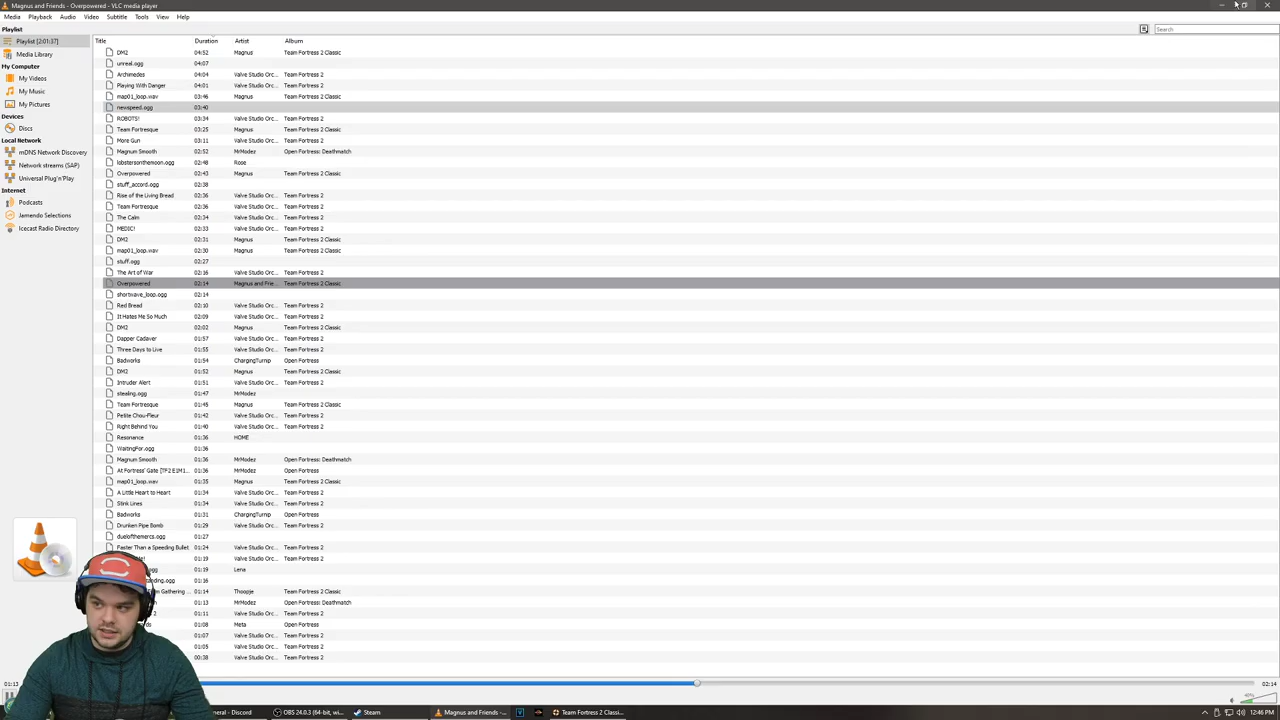 Magnus and Friends - Overpowered - VLC media player
Media Playback Audio Video Subtitle Tools View Help
Playlist
Search
Playlist [2:01:37]
Media Library
My Computer
My Videos
My Music
My Pictures
Devices
Discs
Local Network
mDNS Network Discovery
Network streams (SAP)
Universal Plug'n'Play
Internet
Podcasts
Jamendo Selections
Icecast Radio Directory
Title Duration Artist Album
DM2 04:52 Magnus Team Fortress 2 Classic
unreal.ogg 04:07
Archimedes 04:04 Valve Studio Orc... Team Fortress 2
Playing With Danger 04:01 Valve Studio Orc... Team Fortress 2
map01_loop.wav 03:46 Magnus Team Fortress 2 Classic
newspeed.ogg 03:40
ROBOTS! 03:34 Valve Studio Orc... Team Fortress 2
Team Fortresque 03:25 Magnus Team Fortress 2 Classic
More Gun 03:11 Valve Studio Orc... Team Fortress 2
Magnum Smooth 02:52 MrModez Open Fortress: Deathmatch
lobstersonthemoon.ogg 02:48 Rose
Overpowered 02:43 Magnus Team Fortress 2 Classic
stuff_accord.ogg 02:38
Rise of the Living Bread 02:36 Valve Studio Orc... Team Fortress 2
Team Fortresque 02:36 Valve Studio Orc... Team Fortress 2
The Calm 02:34 Valve Studio Orc... Team Fortress 2
MEDIC! 02:33 Valve Studio Orc... Team Fortress 2
DM2 02:31 Magnus Team Fortress 2 Classic
map01_loop.wav 02:30 Magnus Team Fortress 2 Classic
stuff.ogg 02:27
The Art of War 02:16 Valve Studio Orc... Team Fortress 2
Overpowered 02:14 Magnus and Frie... Team Fortress 2 Classic
shortwave_loop.ogg 02:14
Red Bread 02:10 Valve Studio Orc... Team Fortress 2
It Hates Me So Much 02:09 Valve Studio Orc... Team Fortress 2
DM2 02:02 Magnus Team Fortress 2 Classic
Dapper Cadaver 01:57 Valve Studio Orc... Team Fortress 2
Three Days to Live 01:55 Valve Studio Orc... Team Fortress 2
Badworks 01:54 ChargingTurnip Open Fortress
DM2 01:52 Magnus Team Fortress 2 Classic
Intruder Alert 01:51 Valve Studio Orc... Team Fortress 2
stealing.ogg 01:47 MrModez
Team Fortresque 01:45 Magnus Team Fortress 2 Classic
Petite Chou-Fleur 01:42 Valve Studio Orc... Team Fortress 2
Right Behind You 01:40 Valve Studio Orc... Team Fortress 2
Resonance 01:36 HOME
WaitingFor.ogg 01:36
Magnum Smooth 01:36 MrModez Open Fortress: Deathmatch
At Fortress' Gate [TF2 E1M1... 01:36 MrModez Open Fortress
map01_loop.wav 01:35 Magnus Team Fortress 2 Classic
A Little Heart to Heart 01:34 Valve Studio Orc... Team Fortress 2
Stink Lines 01:34 Valve Studio Orc... Team Fortress 2
Badworks 01:31 ChargingTurnip Open Fortress
Drunken Pipe Bomb 01:29 Valve Studio Orc... Team Fortress 2
duelofthemercs.ogg 01:27
Faster Than a Speeding Bullet 01:24 Valve Studio Orc... Team Fortress 2
01:19 Valve Studio Orc... Team Fortress 2
.ogg 01:19 Lena
anding.ogg 01:16
m Gathering ... 01:14 Thoopje Team Fortress 2 Classic
01:13 MrModez Open Fortress: Deathmatch
2 01:11 Valve Studio Orc... Team Fortress 2
01:08 Meta Open Fortress
01:07 Valve Studio Orc... Team Fortress 2
01:05 Valve Studio Orc... Team Fortress 2
00:38 Valve Studio Orc... Team Fortress 2
01:13 02:14
neral - Discord OBS 24.0.3 (64-bit, wi... Steam Magnus and Friends -... Team Fortress 2 Classi... 12:46 PM